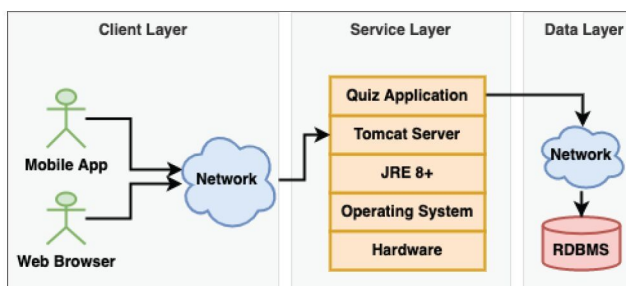 Client Layer
Service Layer
Data Layer
Mobile App
Web Browser
Network
Quiz Application
Tomcat Server
JRE 8+
Operating System
Hardware
Network
RDBMS